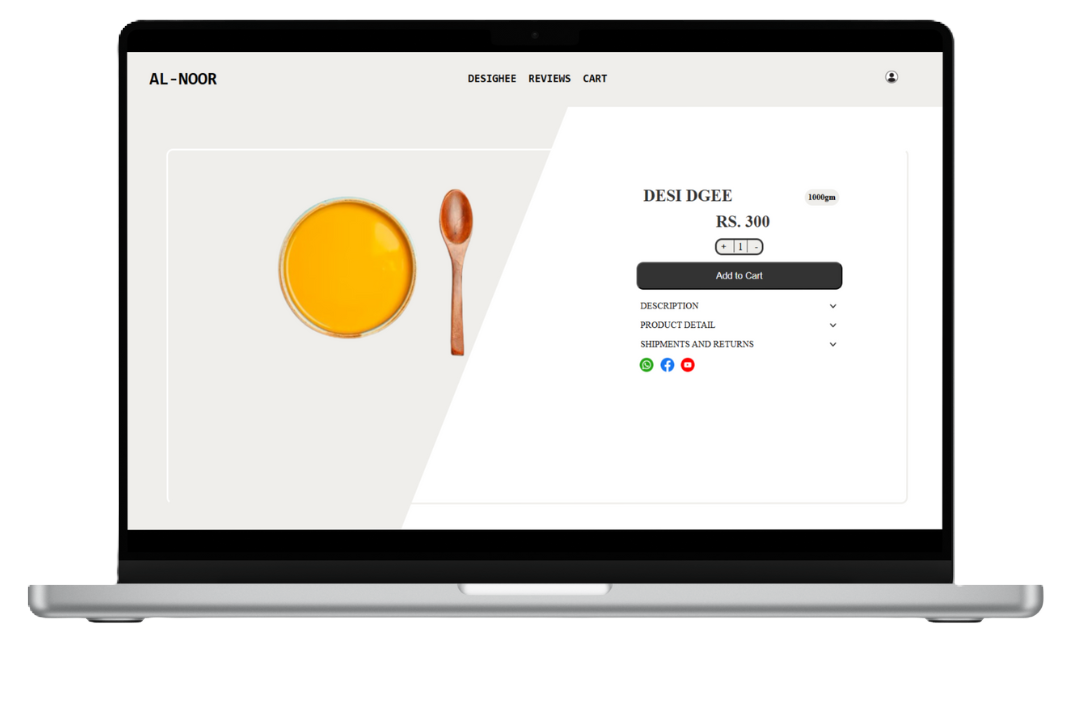 AL-NOOR
DESIGHEE REVIEWS CART
DESI DGEE 1000gm
RS. 300
+ 1 -
Add to Cart
DESCRIPTION
PRODUCT DETAIL
SHIPMENTS AND RETURNS